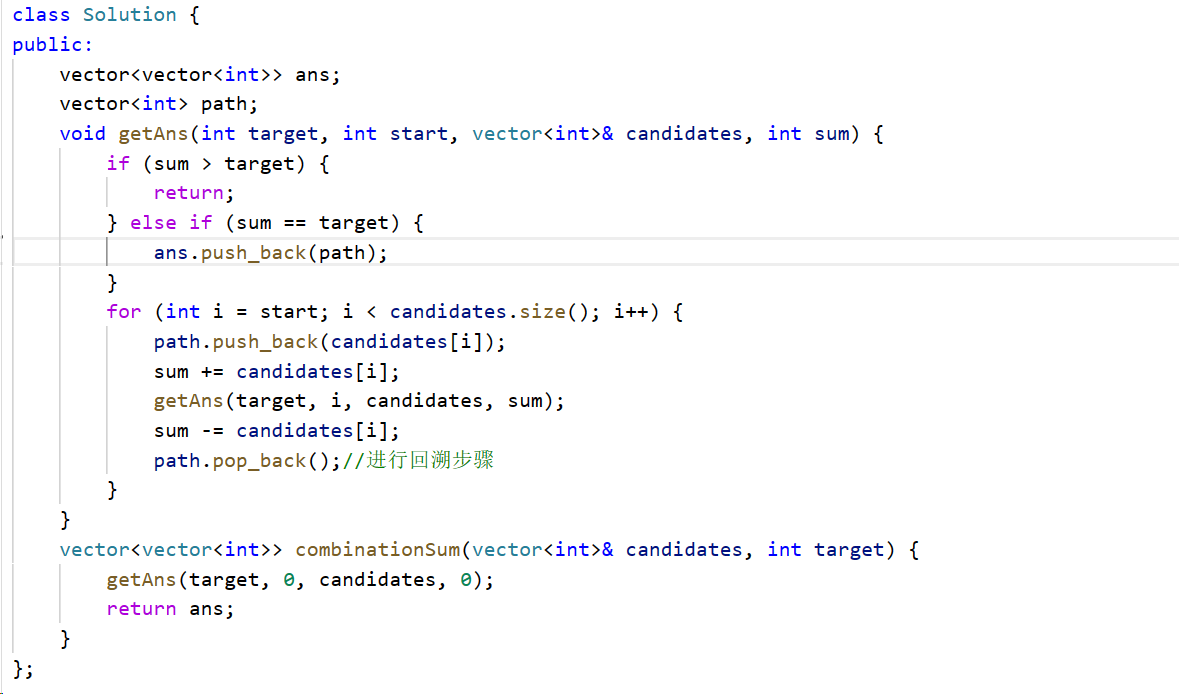 class Solution {
public:
    vector<vector<int>> ans;
    vector<int> path;
    void getAns(int target, int start, vector<int>& candidates, int sum) {
        if (sum > target) {
            return;
        } else if (sum == target) {
            ans.push_back(path);
        }
        for (int i = start; i < candidates.size(); i++) {
            path.push_back(candidates[i]);
            sum += candidates[i];
            getAns(target, i, candidates, sum);
            sum -= candidates[i];
            path.pop_back();//进行回溯步骤
        }
    }
    vector<vector<int>> combinationSum(vector<int>& candidates, int target) {
        getAns(target, 0, candidates, 0);
        return ans;
    }
};